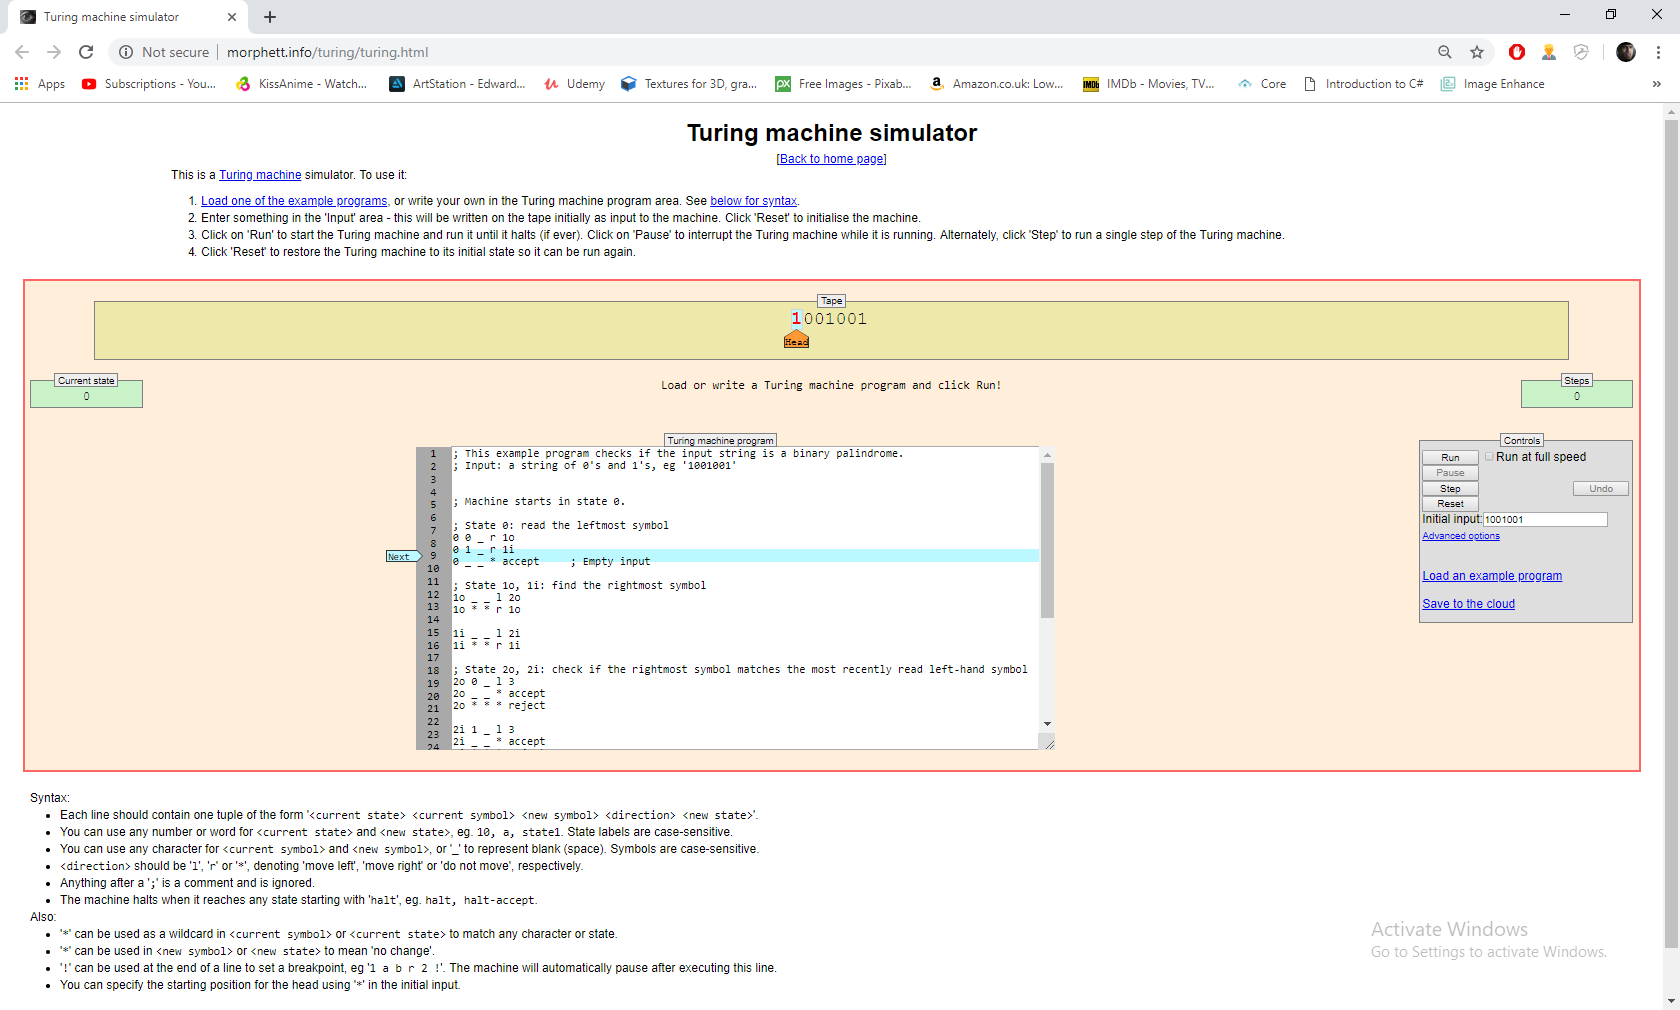 Turing machine simulator
Not secure | morphett.info/turing/turing.html
Apps Subscriptions - You... KissAnime - Watch... ArtStation - Edward... Udemy Textures for 3D, gra... Free Images - Pixab... Amazon.co.uk: Low... IMDb - Movies, TV... Core Introduction to C# Image Enhance »
Turing machine simulator
[Back to home page]
This is a Turing machine simulator. To use it:
1. Load one of the example programs, or write your own in the Turing machine program area. See below for syntax.
2. Enter something in the 'Input' area - this will be written on the tape initially as input to the machine. Click 'Reset' to initialise the machine.
3. Click on 'Run' to start the Turing machine and run it until it halts (if ever). Click on 'Pause' to interrupt the Turing machine while it is running. Alternately, click 'Step' to run a single step of the Turing machine.
4. Click 'Reset' to restore the Turing machine to its initial state so it can be run again.
Tape
1001001
Head
Current state
0
Load or write a Turing machine program and click Run!
Steps
0
Turing machine program
Next
1
2
3
4
5
6
7
8
9
10
11
12
13
14
15
16
17
18
19
20
21
22
23
24
; This example program checks if the input string is a binary palindrome.
; Input: a string of 0's and 1's, eg '1001001'
; Machine starts in state 0.
; State 0: read the leftmost symbol
0 0 _ r 1o
0 1 _ r 1i
0 _ _ * accept ; Empty input
; State 1o, 1i: find the rightmost symbol
1o _ _ l 2o
1o * * r 1o
1i _ _ l 2i
1i * * r 1i
; State 2o, 2i: check if the rightmost symbol matches the most recently read left-hand symbol
2o 0 _ l 3
2o _ _ * accept
2o * * * reject
2i 1 _ l 3
2i _ _ * accept
Controls
Run Run at full speed
Pause
Step Undo
Reset
Initial input: 1001001
Advanced options
Load an example program
Save to the cloud
Syntax:
• Each line should contain one tuple of the form '<current state> <current symbol> <new symbol> <direction> <new state>'.
• You can use any number or word for <current state> and <new state>, eg. 10, a, state1. State labels are case-sensitive.
• You can use any character for <current symbol> and <new symbol>, or '_' to represent blank (space). Symbols are case-sensitive.
• <direction> should be 'l', 'r' or '*', denoting 'move left', 'move right' or 'do not move', respectively.
• Anything after a ';' is a comment and is ignored.
• The machine halts when it reaches any state starting with 'halt', eg. halt, halt-accept.
Also:
• '*' can be used as a wildcard in <current symbol> or <current state> to match any character or state.
• '*' can be used in <new symbol> or <new state> to mean 'no change'.
• '!' can be used at the end of a line to set a breakpoint, eg '1 a b r 2 !'. The machine will automatically pause after executing this line.
• You can specify the starting position for the head using '*' in the initial input.
Activate Windows
Go to Settings to activate Windows.